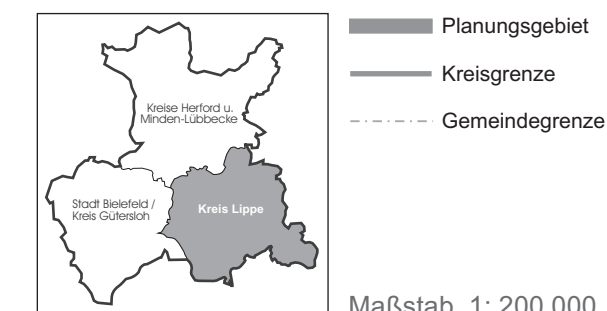 Planungsgebiet
Kreisgrenze
Gemeindegrenze
Kreise Herford u.
Minden-Lübbecke
Stadt Bielefeld /
Kreis Gütersloh
Kreis Lippe
Maßstab 1: 200.000